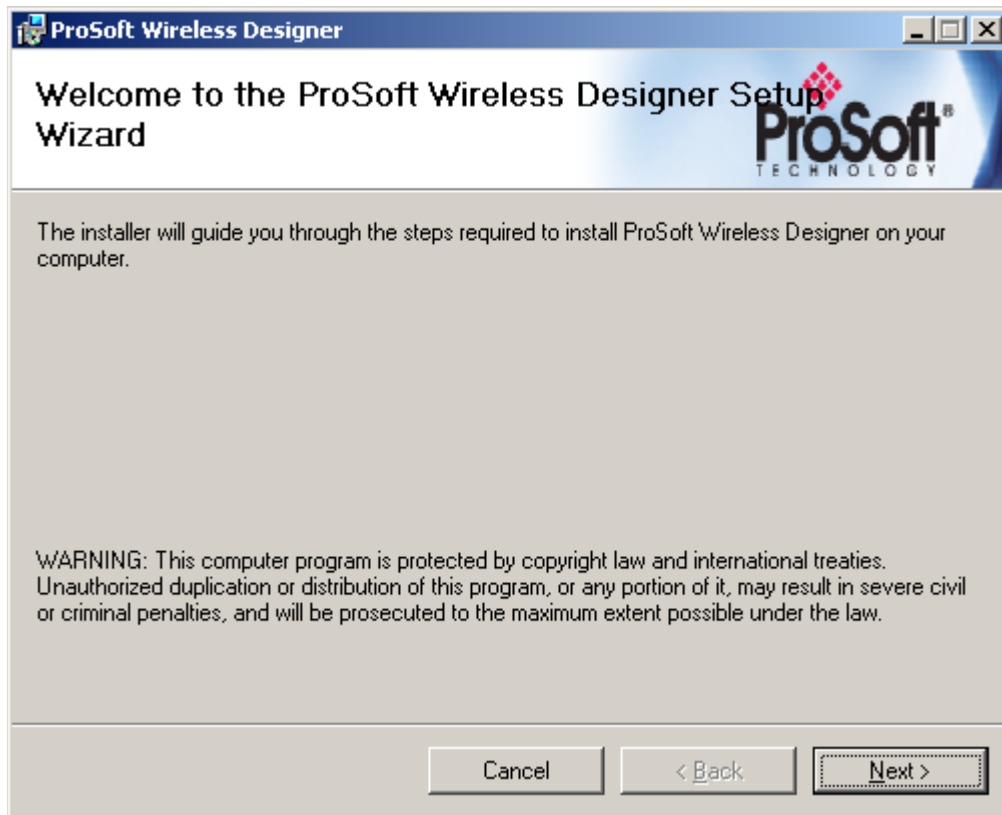 ProSoft Wireless Designer
Welcome to the ProSoft Wireless Designer Setup
Wizard
ProSoft®
TECHNOLOGY
The installer will guide you through the steps required to install ProSoft Wireless Designer on your
computer.
WARNING: This computer program is protected by copyright law and international treaties.
Unauthorized duplication or distribution of this program, or any portion of it, may result in severe civil
or criminal penalties, and will be prosecuted to the maximum extent possible under the law.
Cancel
< Back
Next >